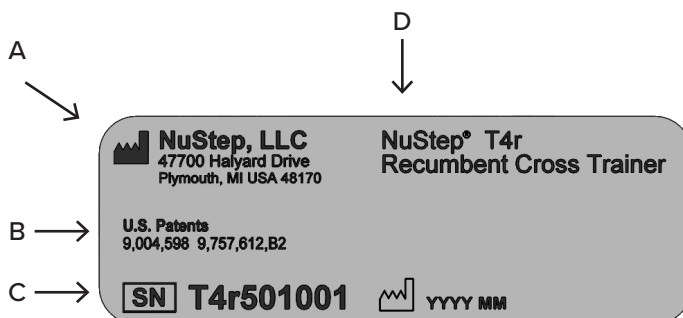 D
A
NuStep, LLC
47700 Halyard Drive
Plymouth, MI USA 48170
NuStep® T4r
Recumbent Cross Trainer
B
U.S. Patents
9,004,598 9,757,612,B2
C
SN T4r501001 YYYY MM